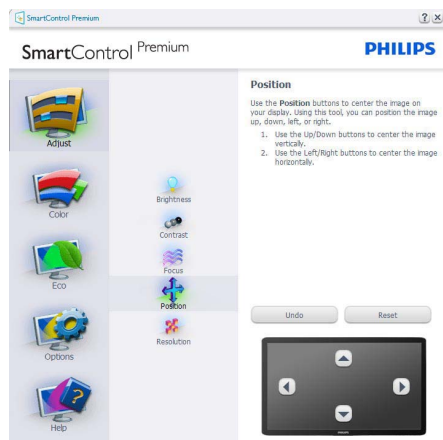 SmartControl Premium
? x
SmartControl Premium
PHILIPS
Adjust
Color
Eco
Options
Help
Brightness
Contrast
Focus
Position
Resolution
Position
Use the Position buttons to center the image on
your display. Using this tool, you can position the image
up, down, left, or right.
1. Use the Up/Down buttons to center the image
vertically.
2. Use the Left/Right buttons to center the image
horizontally.
Undo
Reset
PHILIPS